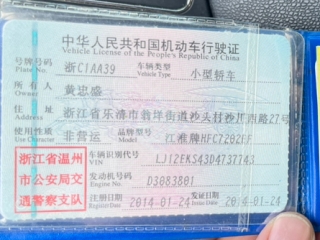 中华人民共和国机动车行驶证
Vehicle License of the People's Republic of China
号牌号码 浙C1AA39 车辆类型 小型轿车
Plate No. Vehicle Type
所有人 黄忠盛
Owner
住址 浙江省乐清市翁垟街道沙头村沙芷西路27号
Address
使用性质 非营运 品牌型号 江淮牌HFC7202FF
Use Character Model
浙江省温州市公安局交通警察支队
车辆识别代号 LJ12EKS43D4737743
VIN
发动机号码 D3083801
Engine No.
注册日期 2014-01-24 发证日期 2014-01-24
Register Date Issue Date